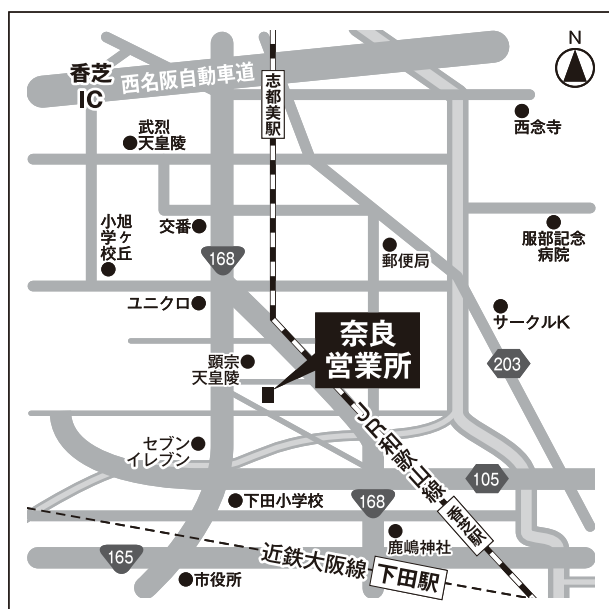 N
香芝
IC
西名阪自動車道
志都美駅
西念寺
武烈
天皇陵
小旭
学ヶ
校丘
交番
168
郵便局
服部記念
病院
ユニクロ
サークルK
奈良
営業所
顕宗
天皇陵
203
JR和歌山線
セブン
イレブン
105
下田小学校
168
香芝駅
鹿嶋神社
165
近鉄大阪線
下田駅
市役所